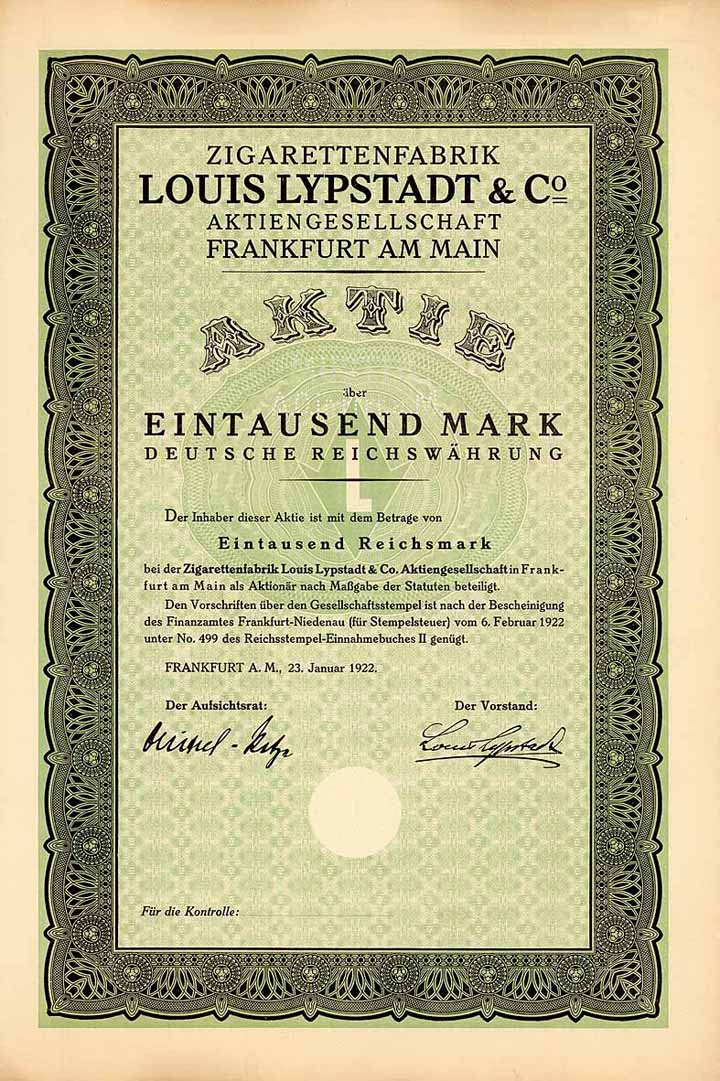 ZIGARETTENFABRIK
LOUIS LYPSTADT & Cº
AKTIENGESELLSCHAFT
FRANKFURT AM MAIN
AKTIE
über
EINTAUSEND MARK
DEUTSCHE REICHSWÄHRUNG
L
Der Inhaber dieser Aktie ist mit dem Betrage von
Eintausend Reichsmark
bei der Zigarettenfabrik Louis Lypstadt & Co. Aktiengesellschaft in Frank-
furt am Main als Aktionär nach Maßgabe der Statuten beteiligt.
Den Vorschriften über den Gesellschaftsstempel ist nach der Bescheinigung
des Finanzamtes Frankfurt-Niedenau (für Stempelsteuer) vom 6. Februar 1922
unter No. 499 des Reichsstempel-Einnahmebuches II genügt.
FRANKFURT A. M., 23. Januar 1922.
Der Aufsichtsrat: Der Vorstand:
Louis Lypstadt
Für die Kontrolle: